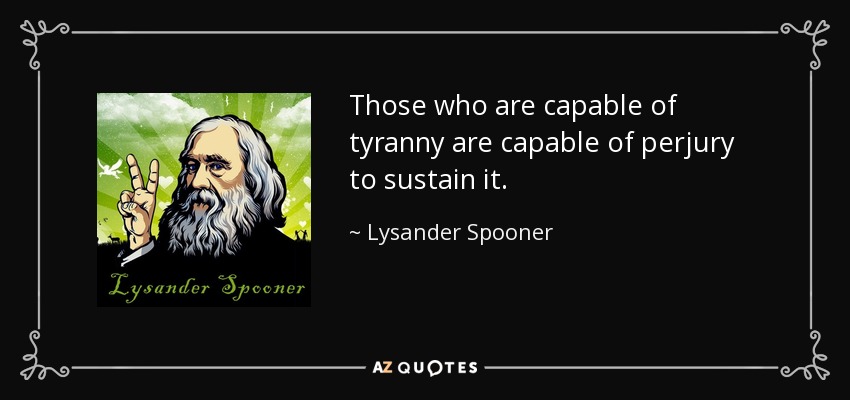 Those who are capable of
tyranny are capable of perjury
to sustain it.
~ Lysander Spooner
Lysander Spooner
AZ QUOTES